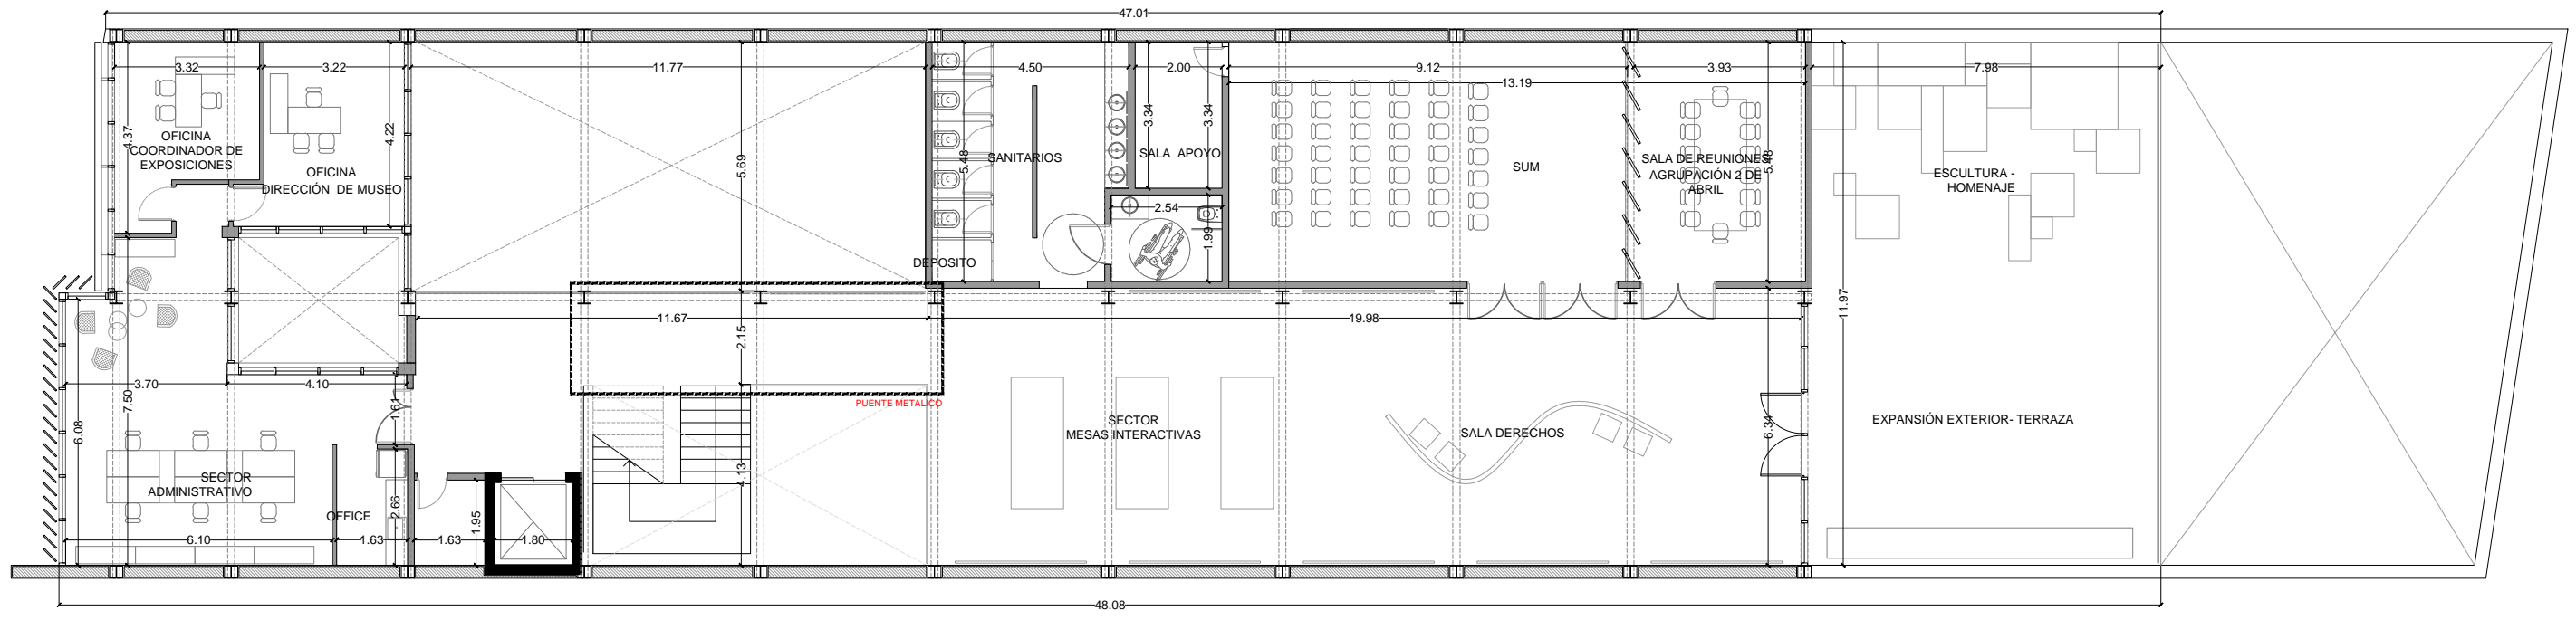 47.01
3.32
3.22
11.77
4.50
2.00
9.12
3.93
7.98
13.19
4.37
4.22
5.69
5.48
3.34
3.34
5.48
OFICINA
COORDINADOR DE
EXPOSICIONES
OFICINA
DIRECCIÓN DE MUSEO
SANITARIOS
SALA APOYO
SUM
SALA DE REUNIONES
AGRUPACIÓN 2 DE
ABRIL
ESCULTURA -
HOMENAJE
2.54
1.99
DEPOSITO
11.67
2.15
19.98
11.97
3.70
4.10
7.50
6.08
1.61
PUENTE METALICO
SECTOR
MESAS INTERACTIVAS
SALA DERECHOS
6.34
EXPANSIÓN EXTERIOR- TERRAZA
4.13
SECTOR
ADMINISTRATIVO
OFFICE
2.66
1.95
6.10
1.63
1.63
1.80
48.08